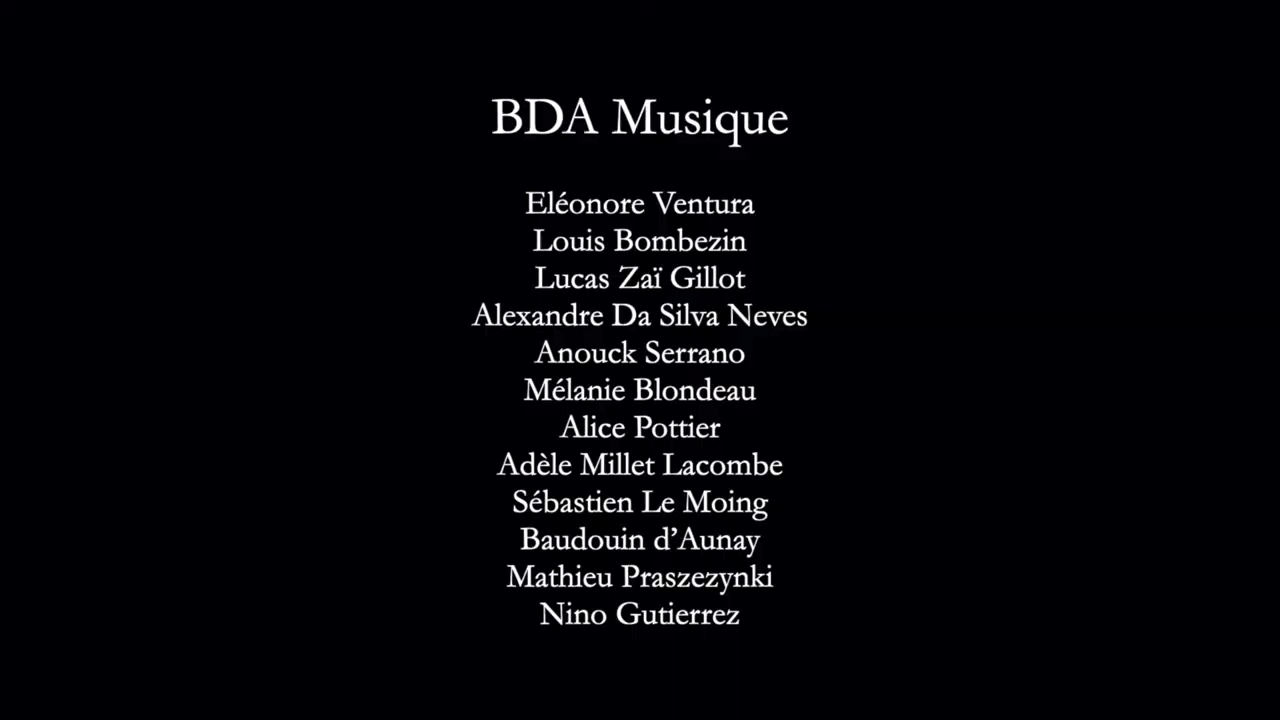 BDA Musique
Eléonore Ventura
Louis Bombezin
Lucas Zaï Gillot
Alexandre Da Silva Neves
Anouck Serrano
Mélanie Blondeau
Alice Pottier
Adèle Millet Lacombe
Sébastien Le Moing
Baudouin d’Aunay
Mathieu Praszezynki
Nino Gutierrez